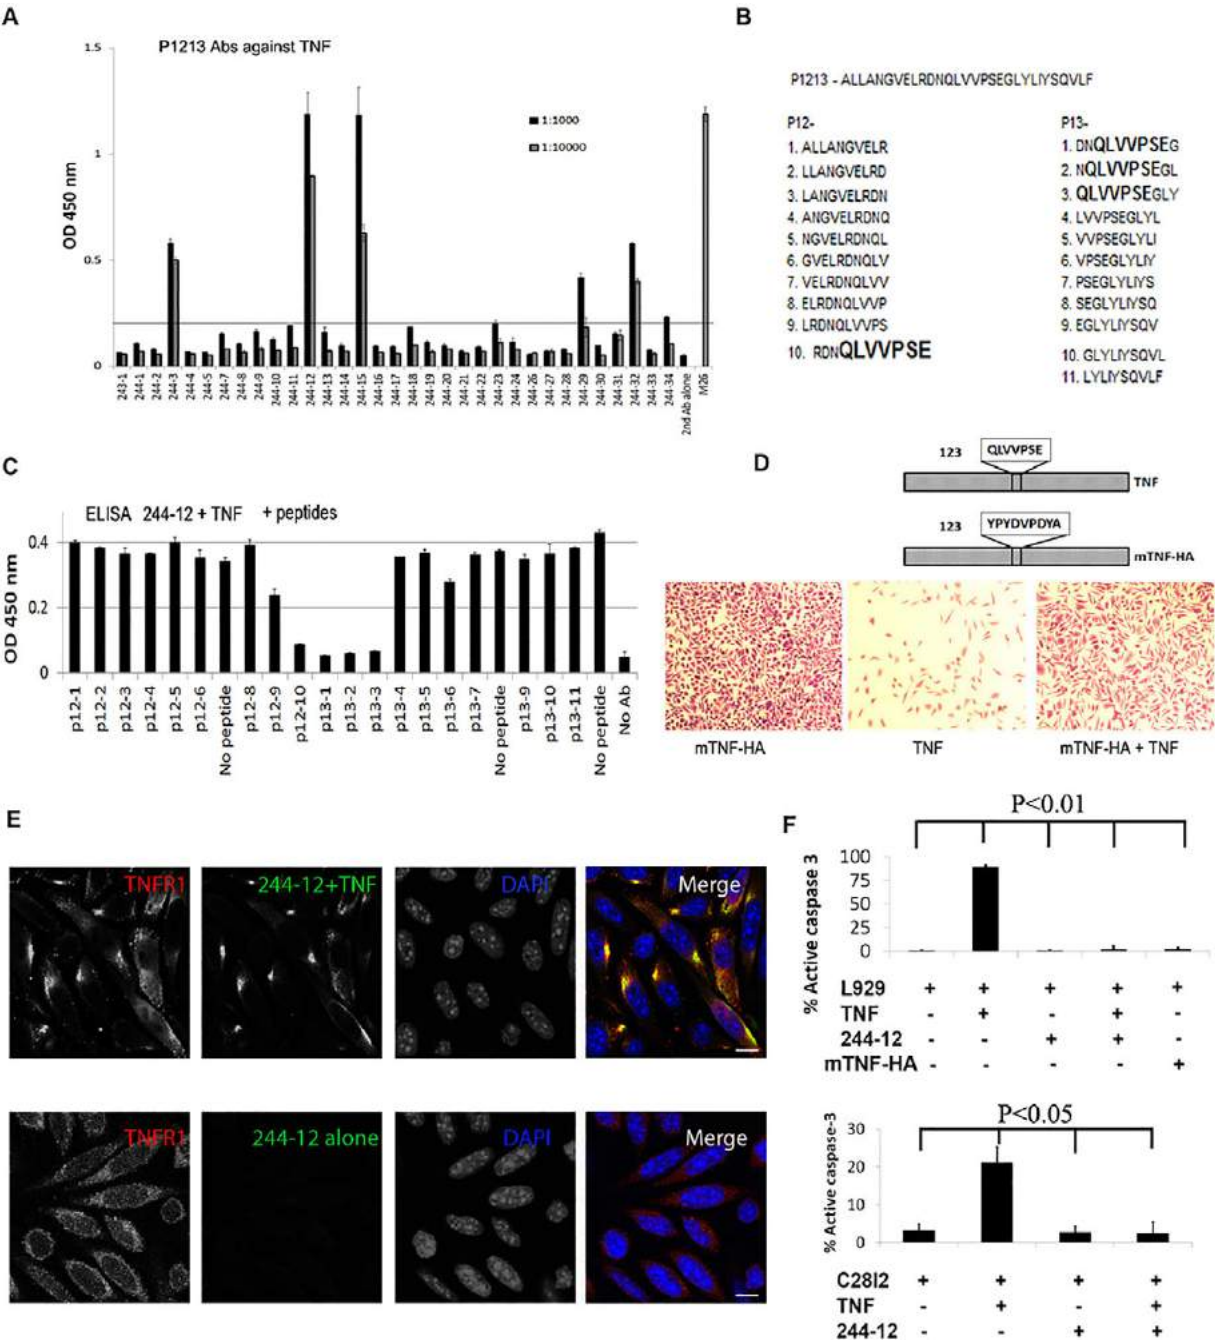 A
P1213 Abs against TNF
1.5
1
0.5
0
OD 450 nm
1:1000
1:10000
243-1
244-1
244-2
244-3
244-4
244-5
244-7
244-8
244-9
244-10
244-11
244-12
244-13
244-14
244-15
244-16
244-17
244-18
244-19
244-20
244-21
244-22
244-23
244-24
244-26
244-27
244-28
244-29
244-30
244-31
244-32
244-33
244-34
2nd Ab alone
M26
B
P1213 - ALLANGVELRDNQLVVPSEGLYLIYSQVLF
P12-
1. ALLANGVELR
2. LLANGVELRD
3. LANGVELRDN
4. ANGVELRDNQ
5. NGVELRDNQL
6. GVELRDNQLV
7. VELRDNQLVV
8. ELRDNQLVVP
9. LRDNQLVVPS
10. RDNQLVVPSE
P13-
1. DNQLVVPSEG
2. NQLVVPSEGL
3. QLVVPSEGLY
4. LVVPSEGLYL
5. VVPSEGLYLI
6. VPSEGLYLIY
7. PSEGLYLIYS
8. SEGLYLIYSQ
9. EGLYLIYSQV
10. GLYLIYSQVL
11. LYLIYSQVLF
C
ELISA 244-12 + TNF + peptides
OD 450 nm
0.4
0.2
0
p12-1
p12-2
p12-3
p12-4
p12-5
p12-6
No peptide
p12-8
p12-9
p12-10
p13-1
p13-2
p13-3
p13-4
p13-5
p13-6
p13-7
No peptide
p13-9
p13-10
p13-11
No peptide
No Ab
D
123 QLVVPSE
TNF
123 YPYDVPDYA
mTNF-HA
mTNF-HA
TNF
mTNF-HA + TNF
E
TNFR1
244-12+TNF
DAPI
Merge
TNFR1
244-12 alone
DAPI
Merge
F
P<0.01
% Active caspase 3
100
75
50
25
0
L929 + + + + +
TNF - + - + -
244-12 - - + + -
mTNF-HA - - - - +
P<0.05
% Active caspase-3
30
20
10
0
C28I2 + + + +
TNF - + - +
244-12 - - + +